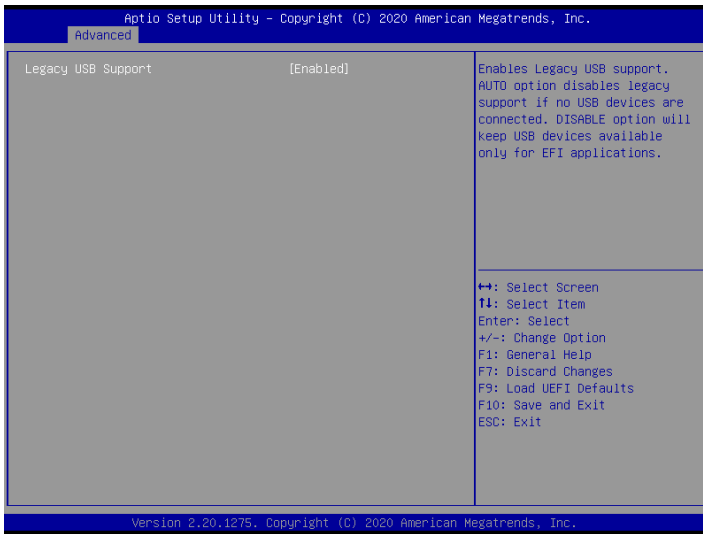 Aptio Setup Utility – Copyright (C) 2020 American Megatrends, Inc.
Advanced
Legacy USB Support [Enabled]
Enables Legacy USB support.
AUTO option disables legacy
support if no USB devices are
connected. DISABLE option will
keep USB devices available
only for EFI applications.
↔: Select Screen
↑↓: Select Item
Enter: Select
+/-: Change Option
F1: General Help
F7: Discard Changes
F9: Load UEFI Defaults
F10: Save and Exit
ESC: Exit
Version 2.20.1275. Copyright (C) 2020 American Megatrends, Inc.